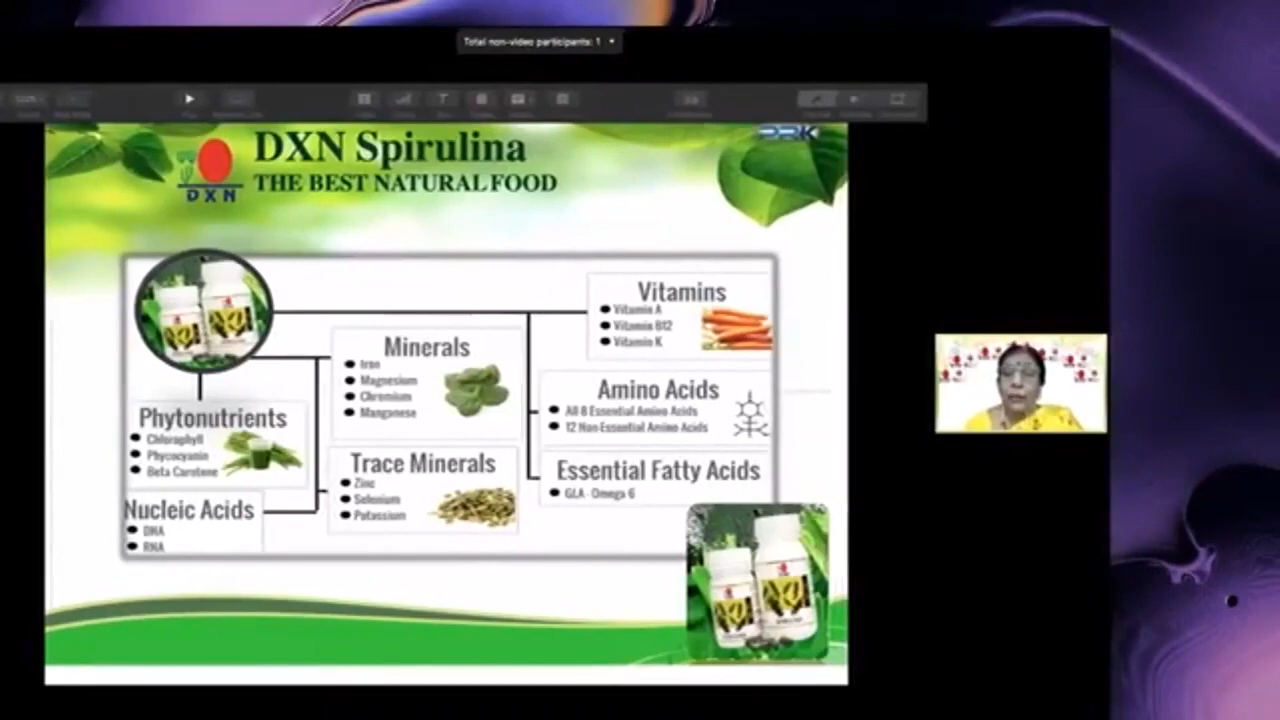 Total non-video participants: 1
DXN Spirulina
THE BEST NATURAL FOOD
DXN
Vitamins
Vitamin A
Vitamin B12
Vitamin K
Minerals
Iron
Magnesium
Chromium
Manganese
Amino Acids
All 8 Essential Amino Acids
12 Non-Essential Amino Acids
Phytonutrients
Chloraphyll
Phycocyanin
Beta Carotene
Trace Minerals
Zinc
Selenium
Potassium
Essential Fatty Acids
GLA - Omega 6
Nucleic Acids
DHA
RNA